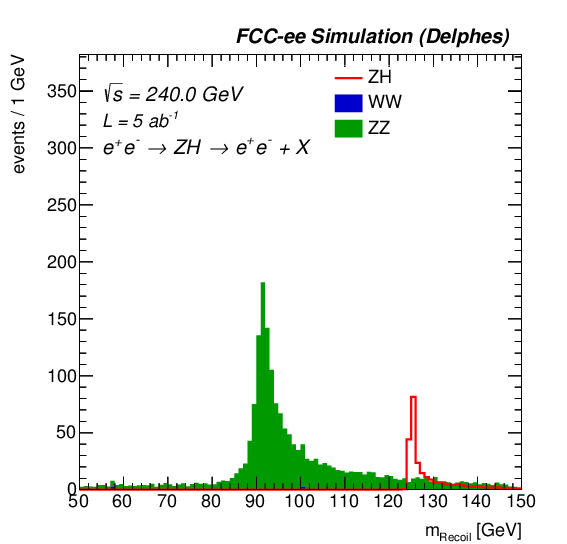 FCC-ee Simulation (Delphes)
events / 1 GeV
√s = 240.0 GeV
L = 5 ab⁻¹
e⁺e⁻ → ZH → e⁺e⁻ + X
ZH
WW
ZZ
350
300
250
200
150
100
50
0
50 60 70 80 90 100 110 120 130 140 150
m_Recoil [GeV]